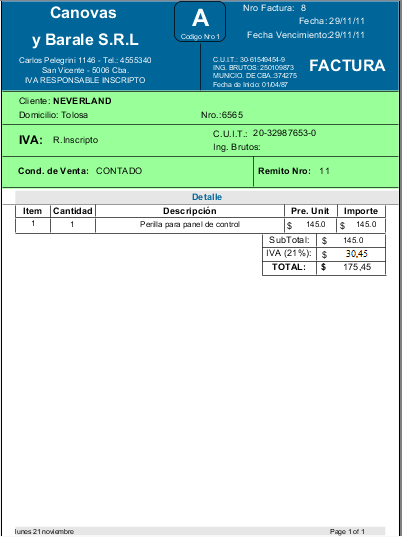 Canovas
y Barale S.R.L
Carlos Pelegrini 1146 - Tel.: 4555340
San Vicente - 5006 Cba.
IVA RESPONSABLE INSCRIPTO
A
Codigo Nro 1
Nro Factura: 8
Fecha: 29/11/11
Fecha Vencimiento:29/11/11
C.U.I.T.: 30-61549454-9
ING. BRUTOS: 250109873
MUNCIO. DE CBA.:374275
Fecha de Inicio: 01/04/87
FACTURA
Cliente: NEVERLAND
Domicilio: Tolosa Nro.:6565
IVA: R.Inscripto
C.U.I.T.: 20-32987653-0
Ing. Brutos:
Cond. de Venta: CONTADO Remito Nro: 11
Detalle
Item Cantidad Descripción Pre. Unit Importe
1 1 Perilla para panel de control $ 145.0 $ 145.0
SubTotal: $ 145.0
IVA (21%): $ 30,45
TOTAL: $ 175,45
lunes 21 noviembre Page 1 of 1